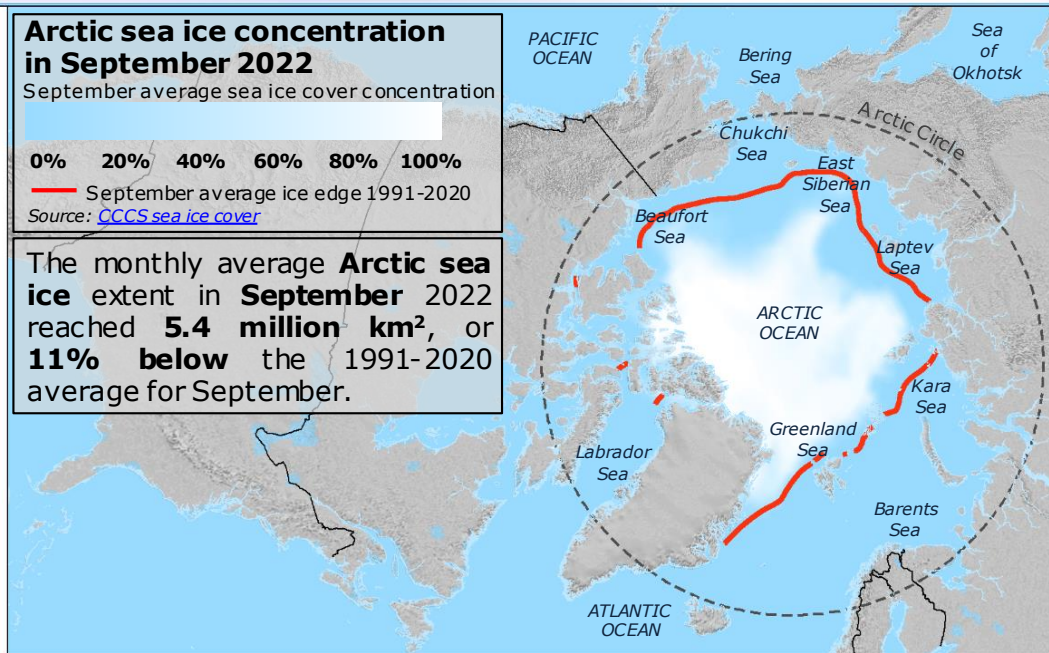 Arctic sea ice concentration
in September 2022
September average sea ice cover concentration
0% 20% 40% 60% 80% 100%
September average ice edge 1991-2020
Source: CCCS sea ice cover
The monthly average Arctic sea
ice extent in September 2022
reached 5.4 million km², or
11% below the 1991-2020
average for September.
PACIFIC
OCEAN
Bering
Sea
Sea
of
Okhotsk
Arctic Circle
Chukchi
Sea
East
Siberian
Sea
Beaufort
Sea
Laptev
Sea
ARCTIC
OCEAN
Kara
Sea
Greenland
Sea
Labrador
Sea
Barents
Sea
ATLANTIC
OCEAN